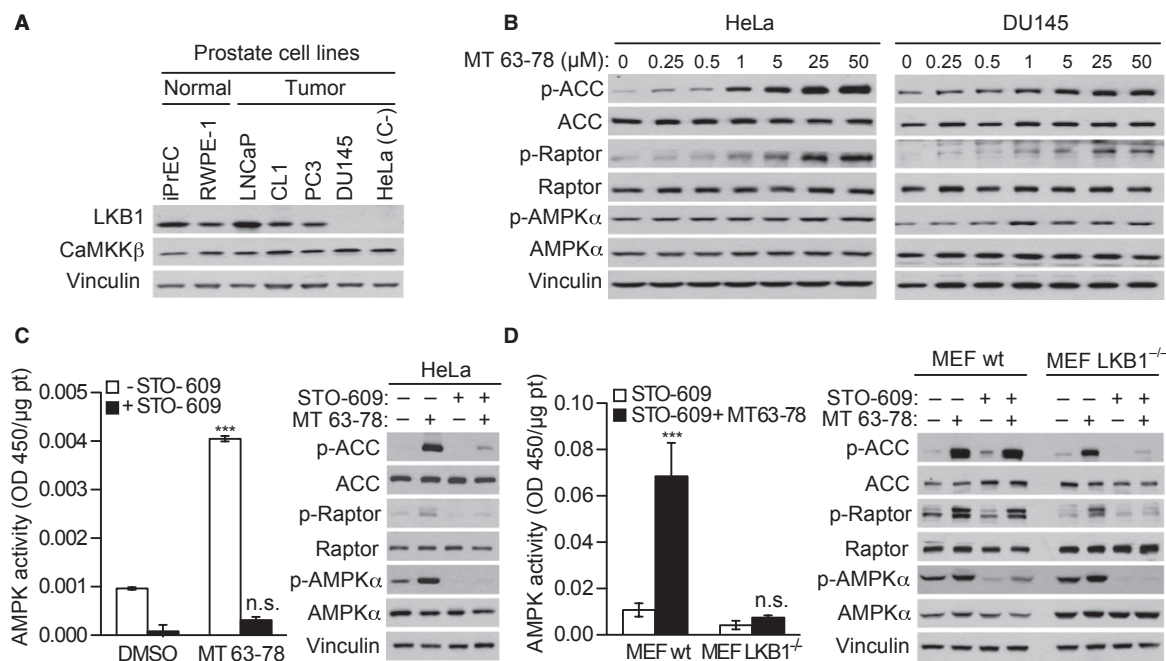 A
Prostate cell lines
Normal Tumor
iPrEC RWPE-1 LNCaP CL1 PC3 DU145 HeLa (C-)
LKB1
CaMKKβ
Vinculin
B
HeLa DU145
MT 63-78 (µM) 0 0.25 0.5 1 5 25 50 0 0.25 0.5 1 5 25 50
p-ACC
ACC
p-Raptor
Raptor
p-AMPKα
AMPKα
Vinculin
C
AMPK activity (OD 450/µg pt)
0.005
0.004
0.003
0.002
0.001
0.000
-STO-609
+STO-609
***
n.s.
DMSO MT 63-78
HeLa
STO-609: – – + +
MT 63-78: – + – +
p-ACC
ACC
p-Raptor
Raptor
p-AMPKα
AMPKα
Vinculin
D
AMPK activity (OD 450/µg pt)
0.10
0.08
0.06
0.04
0.02
0.00
STO-609
STO-609+MT63-78
***
n.s.
MEF wt MEF LKB1–/–
MEF wt MEF LKB1–/–
STO-609: – – + + – – + +
MT 63-78: – + – + – + – +
p-ACC
ACC
p-Raptor
Raptor
p-AMPKα
AMPKα
Vinculin